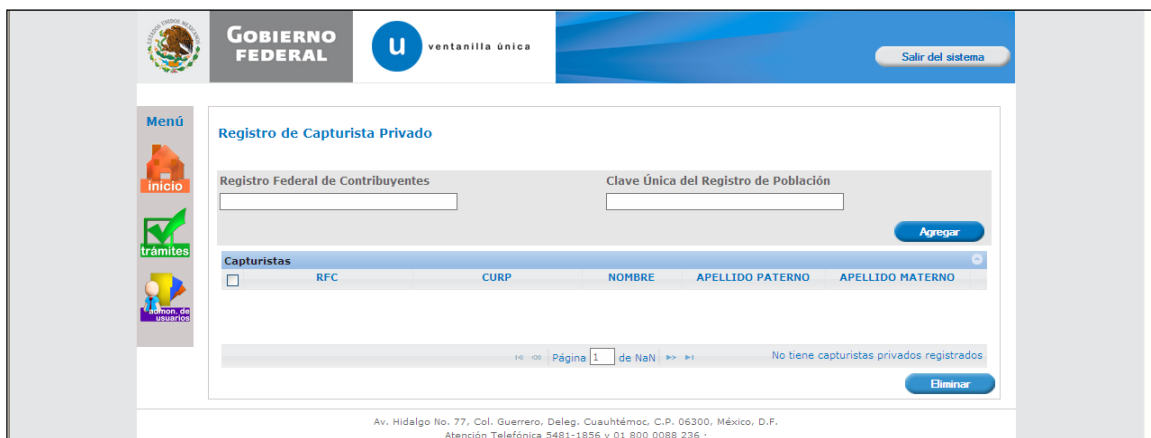 ESTADOS UNIDOS MEXICANOS
GOBIERNO
FEDERAL
u
ventanilla única
Salir del sistema
Menú
inicio
trámites
admon. de
usuarios
Registro de Capturista Privado
Registro Federal de Contribuyentes
Clave Única del Registro de Población
Agregar
Capturistas
RFC CURP NOMBRE APELLIDO PATERNO APELLIDO MATERNO
Página 1 de NaN
No tiene capturistas privados registrados
Eliminar
Av. Hidalgo No. 77, Col. Guerrero, Deleg. Cuauhtémoc, C.P. 06300, México, D.F.
Atención Telefónica 5481-1856 y 01 800 0088 236 ·